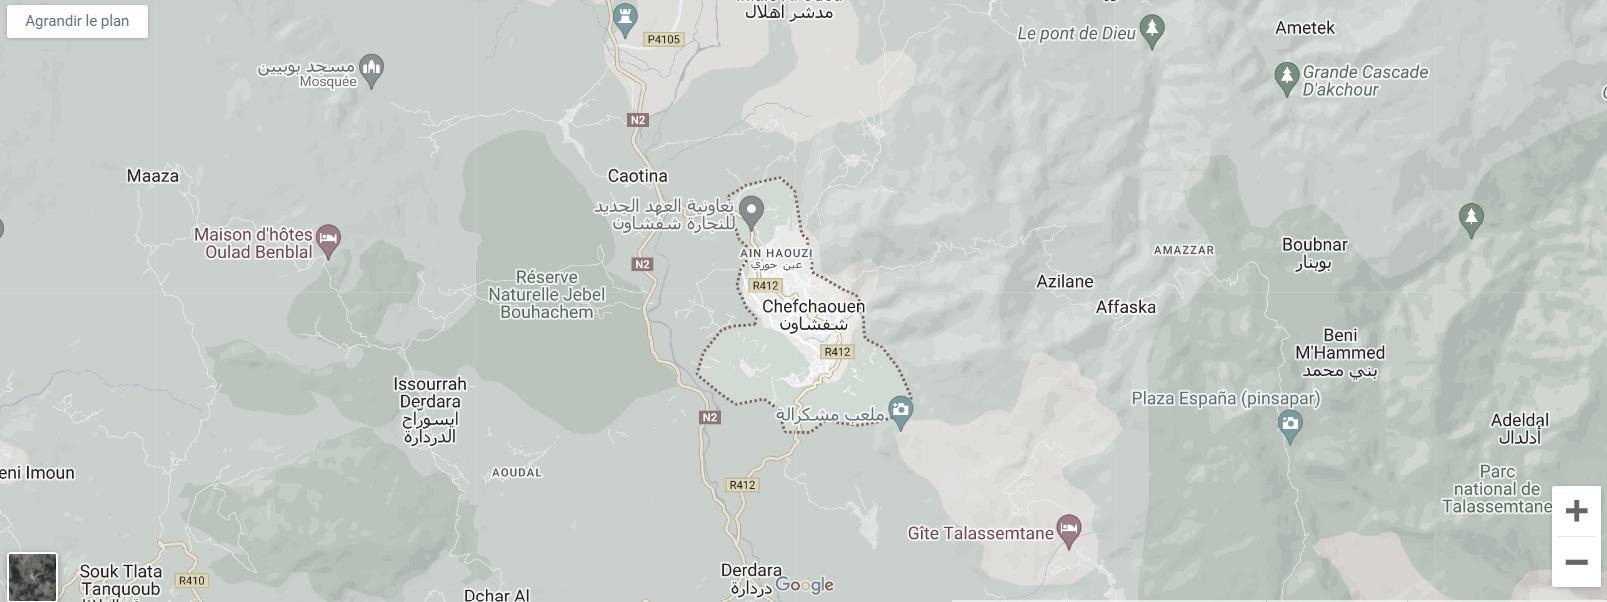 Agrandir le plan
مدشر اهلال
P4105
Le pont de Dieu
Ametek
مسجد بوبيين
Mosquée
Grande Cascade
D'akchour
N2
Maaza
Caotina
تعاونية العهد الجديد
للنجارة شفشاون
Maison d'hôtes
Oulad Benblal
N2
AIN HAOUZI
عين حوزي
AMAZZAR
Boubnar
بوبنار
Réserve
Naturelle Jebel
Bouhachem
R412
Azilane
Chefchaouen
شفشاون
Affaska
R412
Beni
M'Hammed
بني محمد
Issourrah
Derdara
ايسوراخ
الدردارة
N2
ملعب مشكرالة
Plaza España (pinsapar)
Adeldal
أدلدال
eni Imoun
AOUDAL
R412
Parc
national de
Talassemtane
Gîte Talassemtane
Souk Tlata
Tanquoub
R410
Derdara
دردارة
Google
Dchar Al